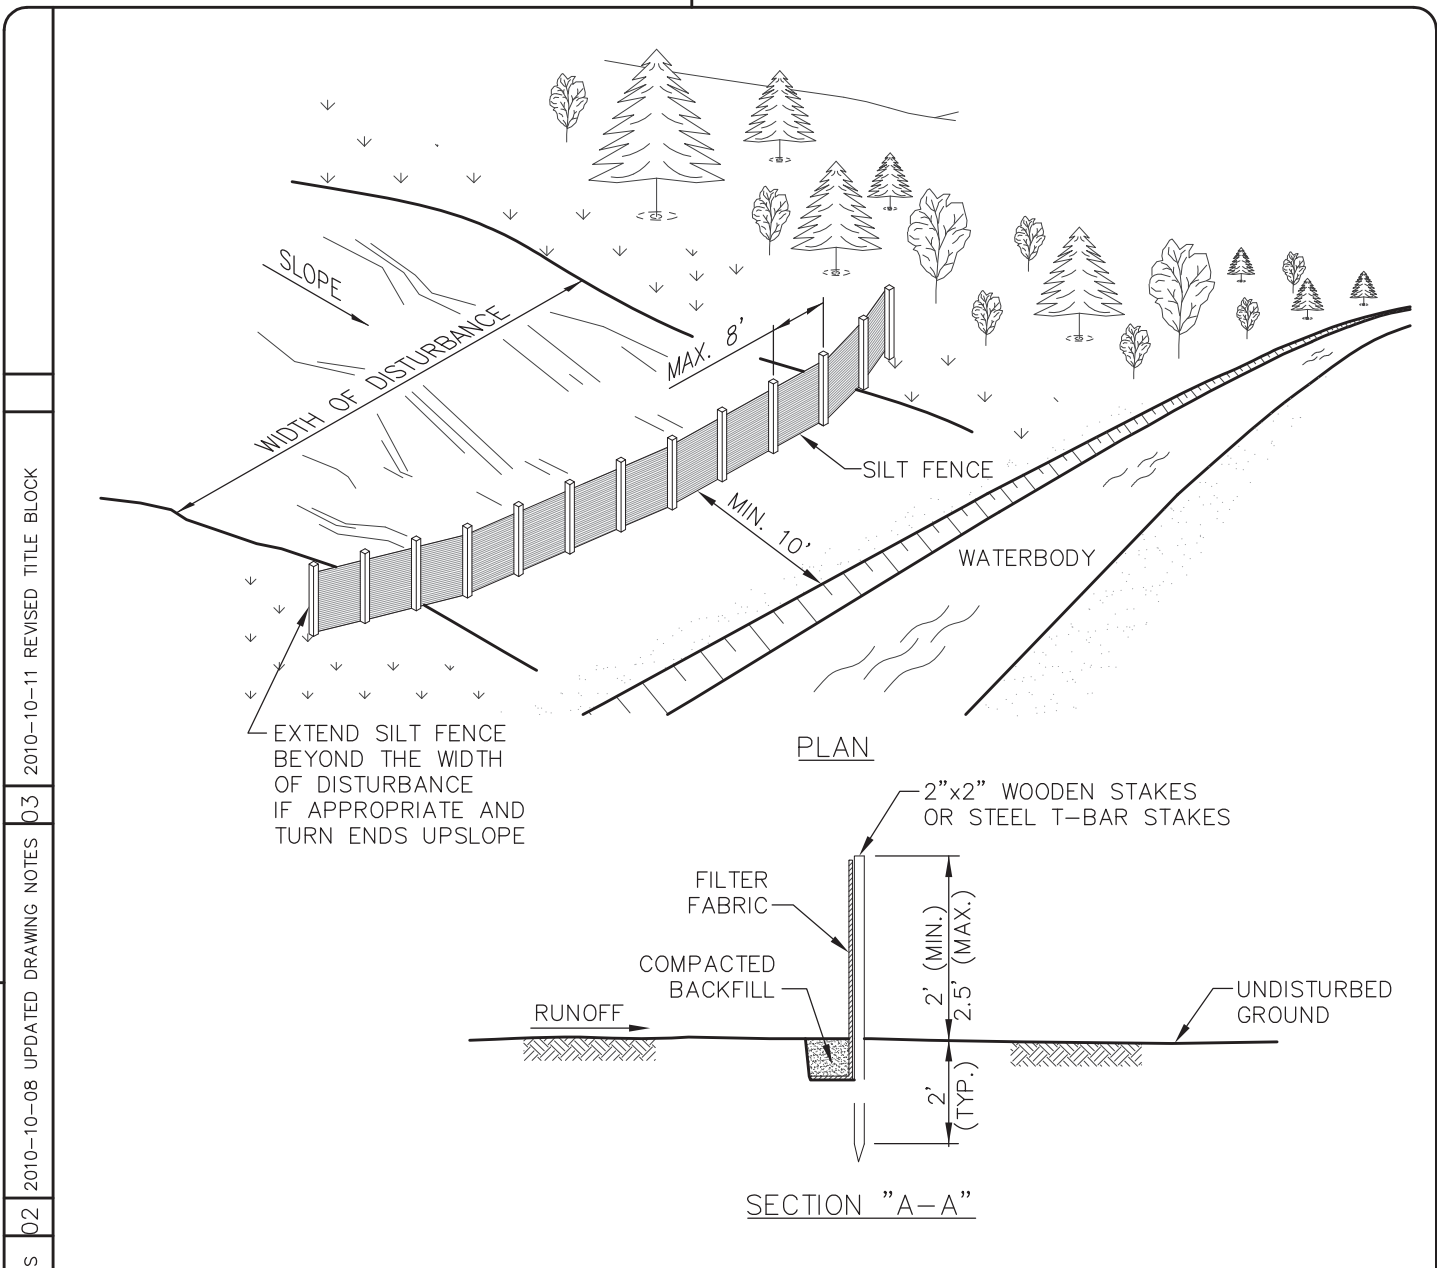 SLOPE
WIDTH OF DISTURBANCE
MAX. 8'
SILT FENCE
MIN. 10'
WATERBODY
EXTEND SILT FENCE
BEYOND THE WIDTH
OF DISTURBANCE
IF APPROPRIATE AND
TURN ENDS UPSLOPE
PLAN
2"x2" WOODEN STAKES
OR STEEL T-BAR STAKES
FILTER
FABRIC
COMPACTED
BACKFILL
RUNOFF
2' (MIN.)
2.5' (MAX.)
UNDISTURBED
GROUND
2'
(TYP.)
SECTION "A-A"
2010-10-11 REVISED TITLE BLOCK
03
2010-10-08 UPDATED DRAWING NOTES
02
S